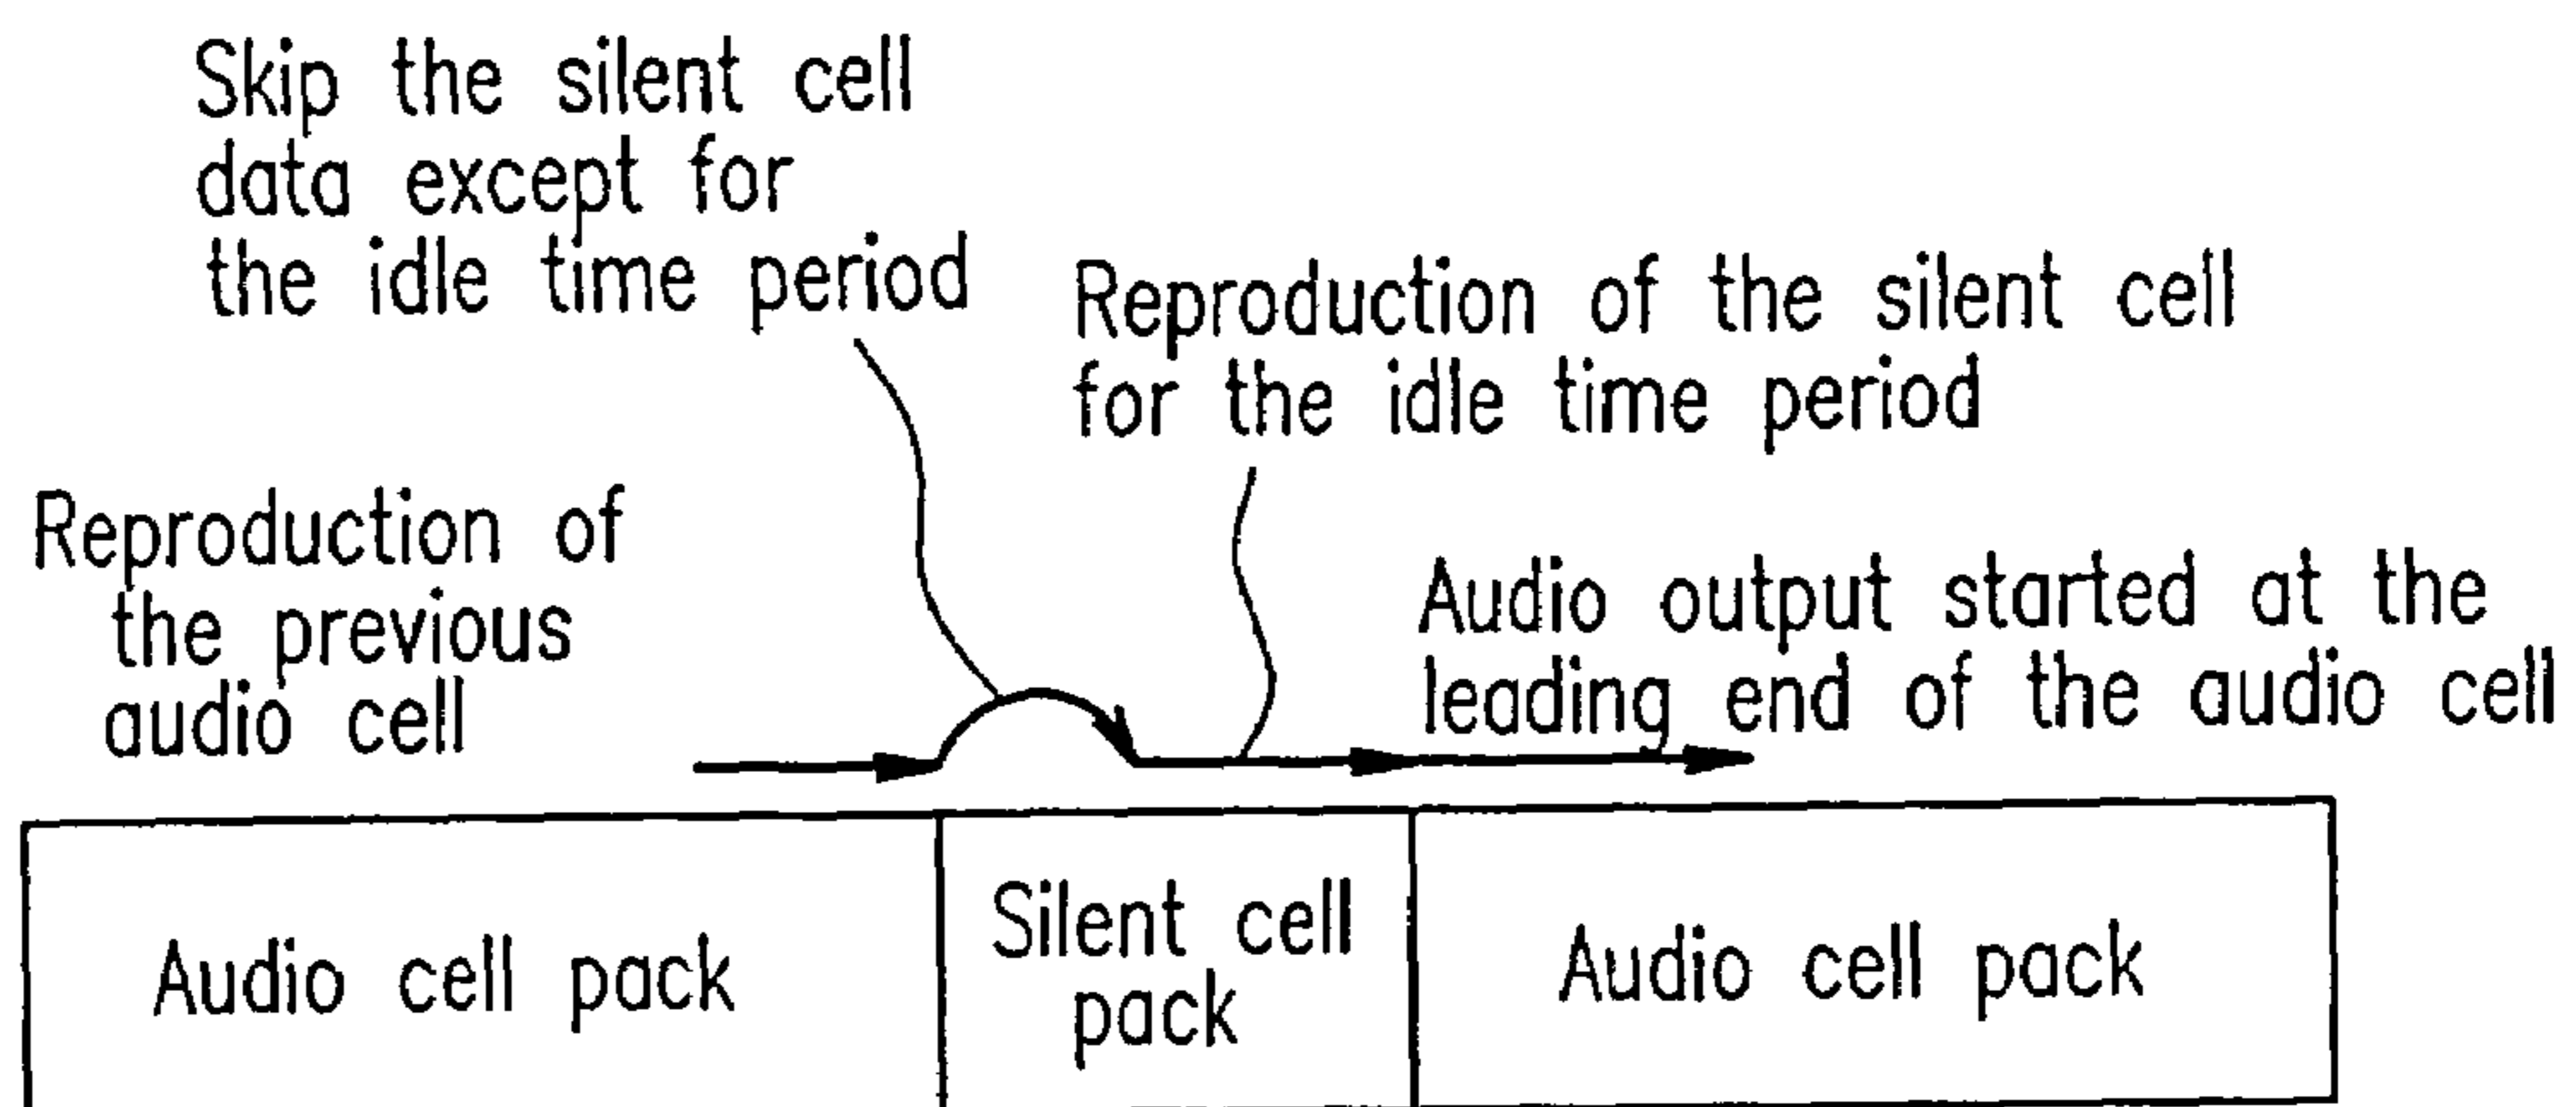 Skip the silent cell
data except for
the idle time period
Reproduction of the silent cell
for the idle time period
Reproduction of
the previous
audio cell
Audio output started at the
leading end of the audio cell
Audio cell pack
Silent cell
pack
Audio cell pack